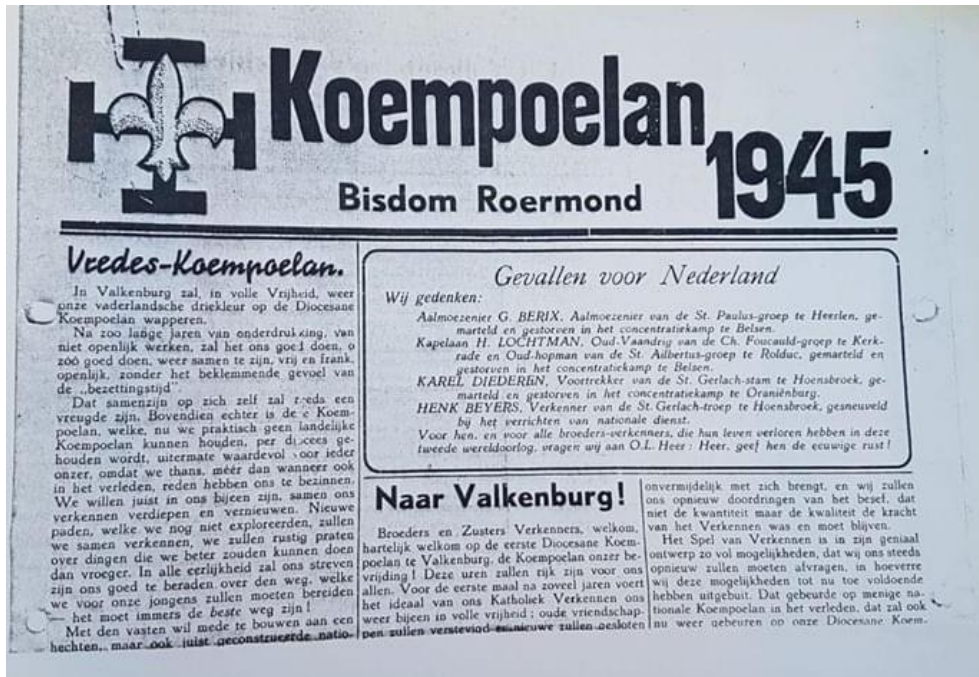 Koempoelan
1945
Bisdom Roermond
Vredes-Koempoelan.
In Valkenburg zal, in volle Vrijheid, weer
onze vaderlandsche driekleur op de Diocesane
Koempoelan wapperen.
Na zoo lange jaren van onderdrukking, van
niet openlijk werken, zal het ons goed doen, o
zóó goed doen, weer samen te zijn, vrij en frank,
openlijk, zonder het beklemmende gevoel van
de „bezettingstijd".
Dat samenzijn op zich zelf zal reeds een
vreugde zijn. Bovendien echter is de e Koem-
poelan, welke, nu we praktisch geen landelijke
Koempoelan kunnen houden, per diocees ge-
houden wordt, uitermate waardevol voor ieder
onzer, omdat we thans, méér dan wanneer ook
in het verleden, reden hebben ons te bezinnen.
We willen juist in ons bijeen zijn, samen ons
verkennen verdiepen en vernieuwen. Nieuwe
paden, welke we nog niet exploreerden, zullen
we samen verkennen, we zullen rustig praten
over dingen die we beter zouden kunnen doen
dan vroeger. In alle eerlijkheid zal ons streven
zijn ons goed te beraden over den weg, welke
we voor onze jongens zullen moeten bereiden
— het moet immers de beste weg zijn!
Met den vasten wil mede te bouwen aan een
hechten, maar ook juist geconstrueerde natio-
Gevallen voor Nederland
Wij gedenken:
Aalmoezenier G. BERIX, Aalmoezenier van de St. Paulus-groep te Heerlen, ge-
marteld en gestorven in het concentratiekamp te Belsen.
Kapelaan H. LOCHTMAN, Oud-Vaandrig van de Ch. Foucauld-groep te Kerk-
rade en Oud-hopman van de St. Ailbertus-groep te Rolduc, gemarteld en
gestorven in het concentratiekamp te Belsen.
KAREL DIEDEREN, Voortrekker van de St. Gerlach-stam te Hoensbroek, ge-
marteld en gestorven in het concentratiekamp te Oraniënburg.
HENK BEYERS, Verkenner van de St. Gerlach-troep te Hoensbroek, gesneuveld
bij het verrichten van nationale dienst.
Voor hen, en voor alle broeders-verkenners, die hun leven verloren hebben in deze
tweede wereldoorlog, vragen wij aan O.L. Heer: Heer, geef hen de eeuwige rust!
Naar Valkenburg!
Broeders en Zusters Verkenners, welkom,
hartelijk welkom op de eerste Diocesane Koem-
poelan te Valkenburg, de Koempoelan onzer be-
vrijding! Deze uren zullen rijk zijn voor ons
allen. Voor de eerste maal na zoveel jaren voert
het ideaal van ons Katholiek Verkennen ons
weer bijeen in volle vrijheid; oude vriendschap-
pen zullen verstevigd en nieuwe zullen gesloten
onvermijdelijk met zich brengt, en wij zullen
ons opnieuw doordringen van het besef, dat
niet de kwantiteit maar de kwaliteit de kracht
van het Verkennen was en moet blijven.
Het Spel van Verkennen is in zijn geniaal
ontwerp zo vol mogelijkheden, dat wij ons steeds
opnieuw zullen moeten afvragen, in hoeverre
wij deze mogelijkheden tot nu toe voldoende
hebben uitgebuit. Dat gebeurde op menige na-
tionale Koempoelan in het verleden, dat zal ook
nu weer gebeuren op onze Diocesane Koem-